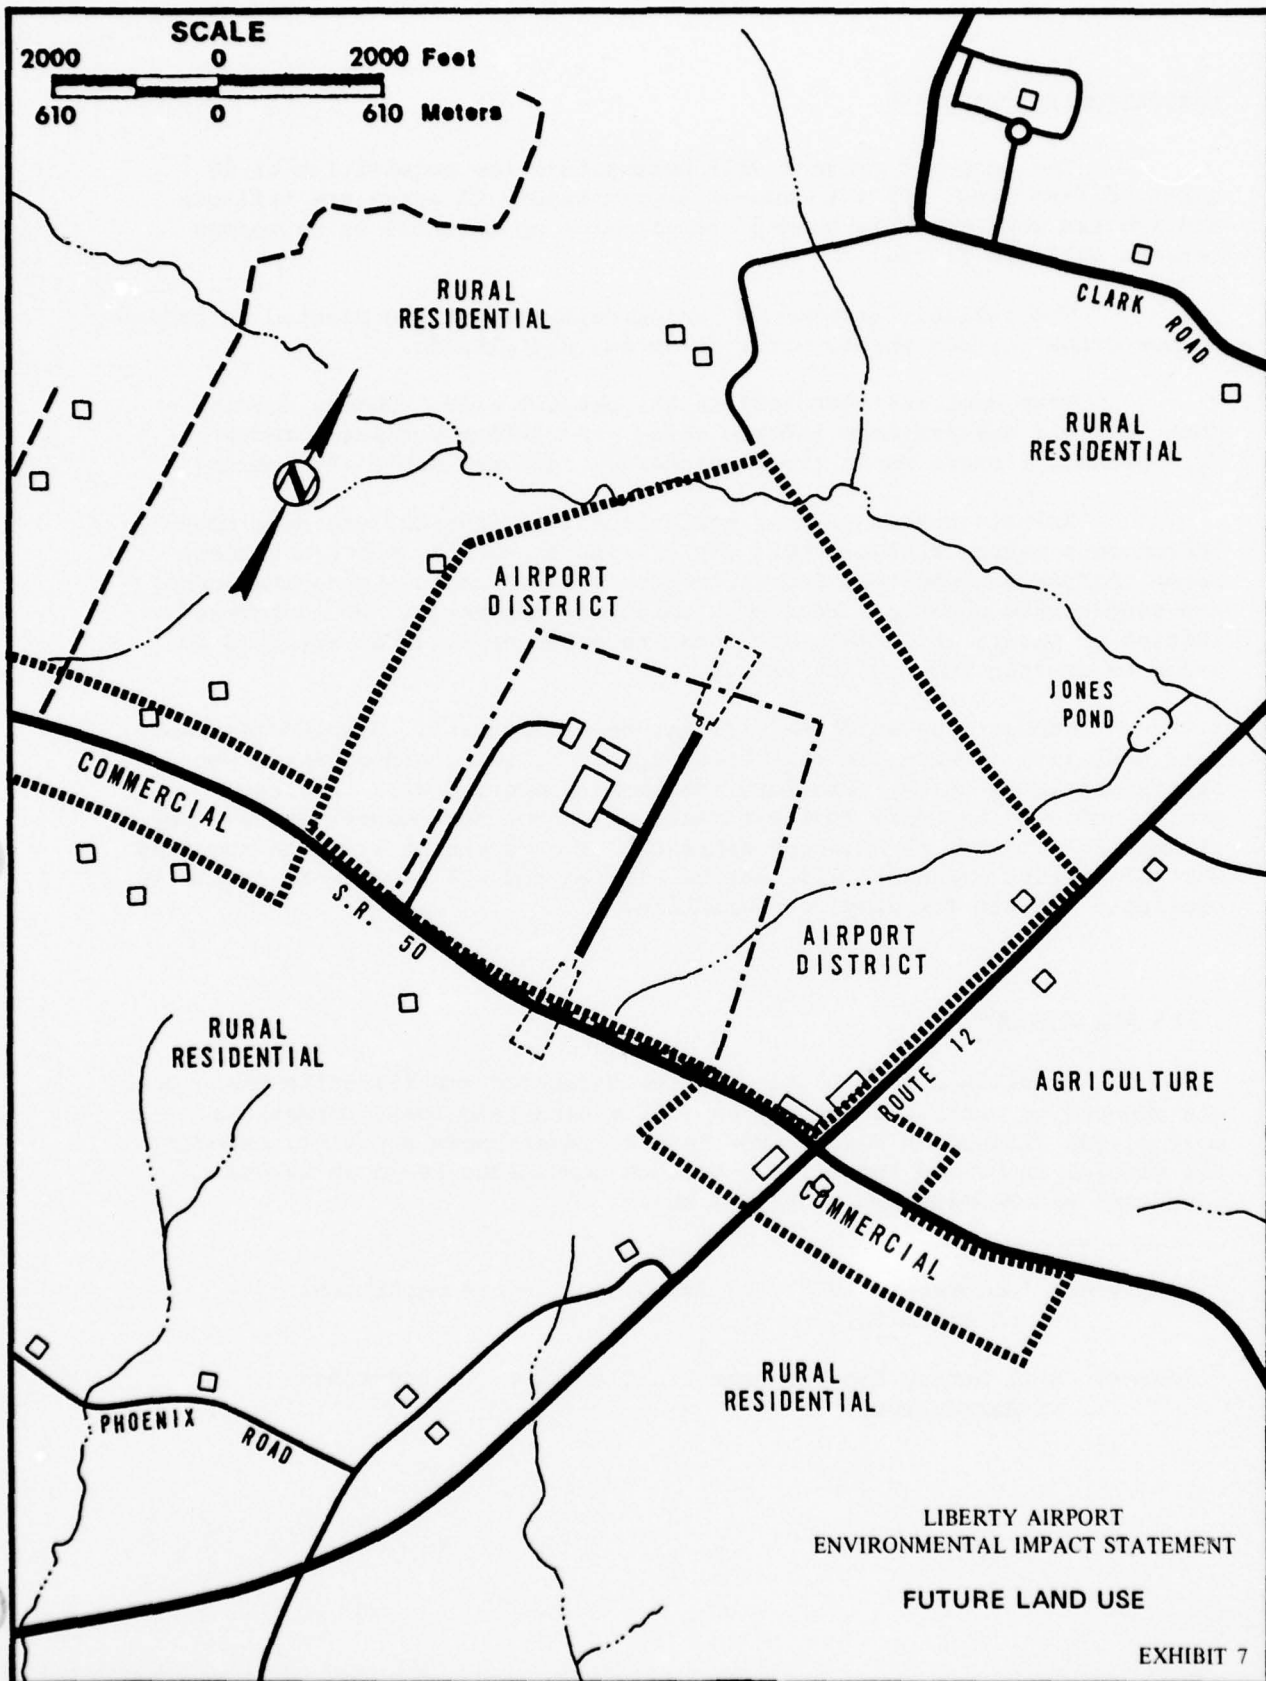 SCALE
2000 0 2000 Feet
610 0 610 Meters
RURAL
RESIDENTIAL
CLARK ROAD
RURAL
RESIDENTIAL
N
AIRPORT
DISTRICT
JONES
POND
COMMERCIAL
S.R. 50
AIRPORT
DISTRICT
RURAL
RESIDENTIAL
ROUTE 12
AGRICULTURE
COMMERCIAL
RURAL
RESIDENTIAL
PHOENIX ROAD
LIBERTY AIRPORT
ENVIRONMENTAL IMPACT STATEMENT
FUTURE LAND USE
EXHIBIT 7